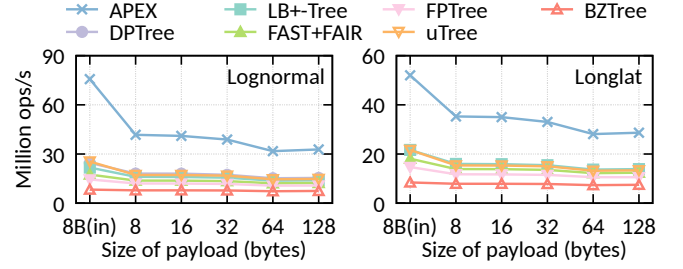 APEX LB+-Tree FPTree BZTree
DPTree FAST+FAIR uTree
Million ops/s
90
60
30
0
Lognormal
8B(in) 8 16 32 64 128
Size of payload (bytes)
60
40
20
0
Longlat
8B(in) 8 16 32 64 128
Size of payload (bytes)